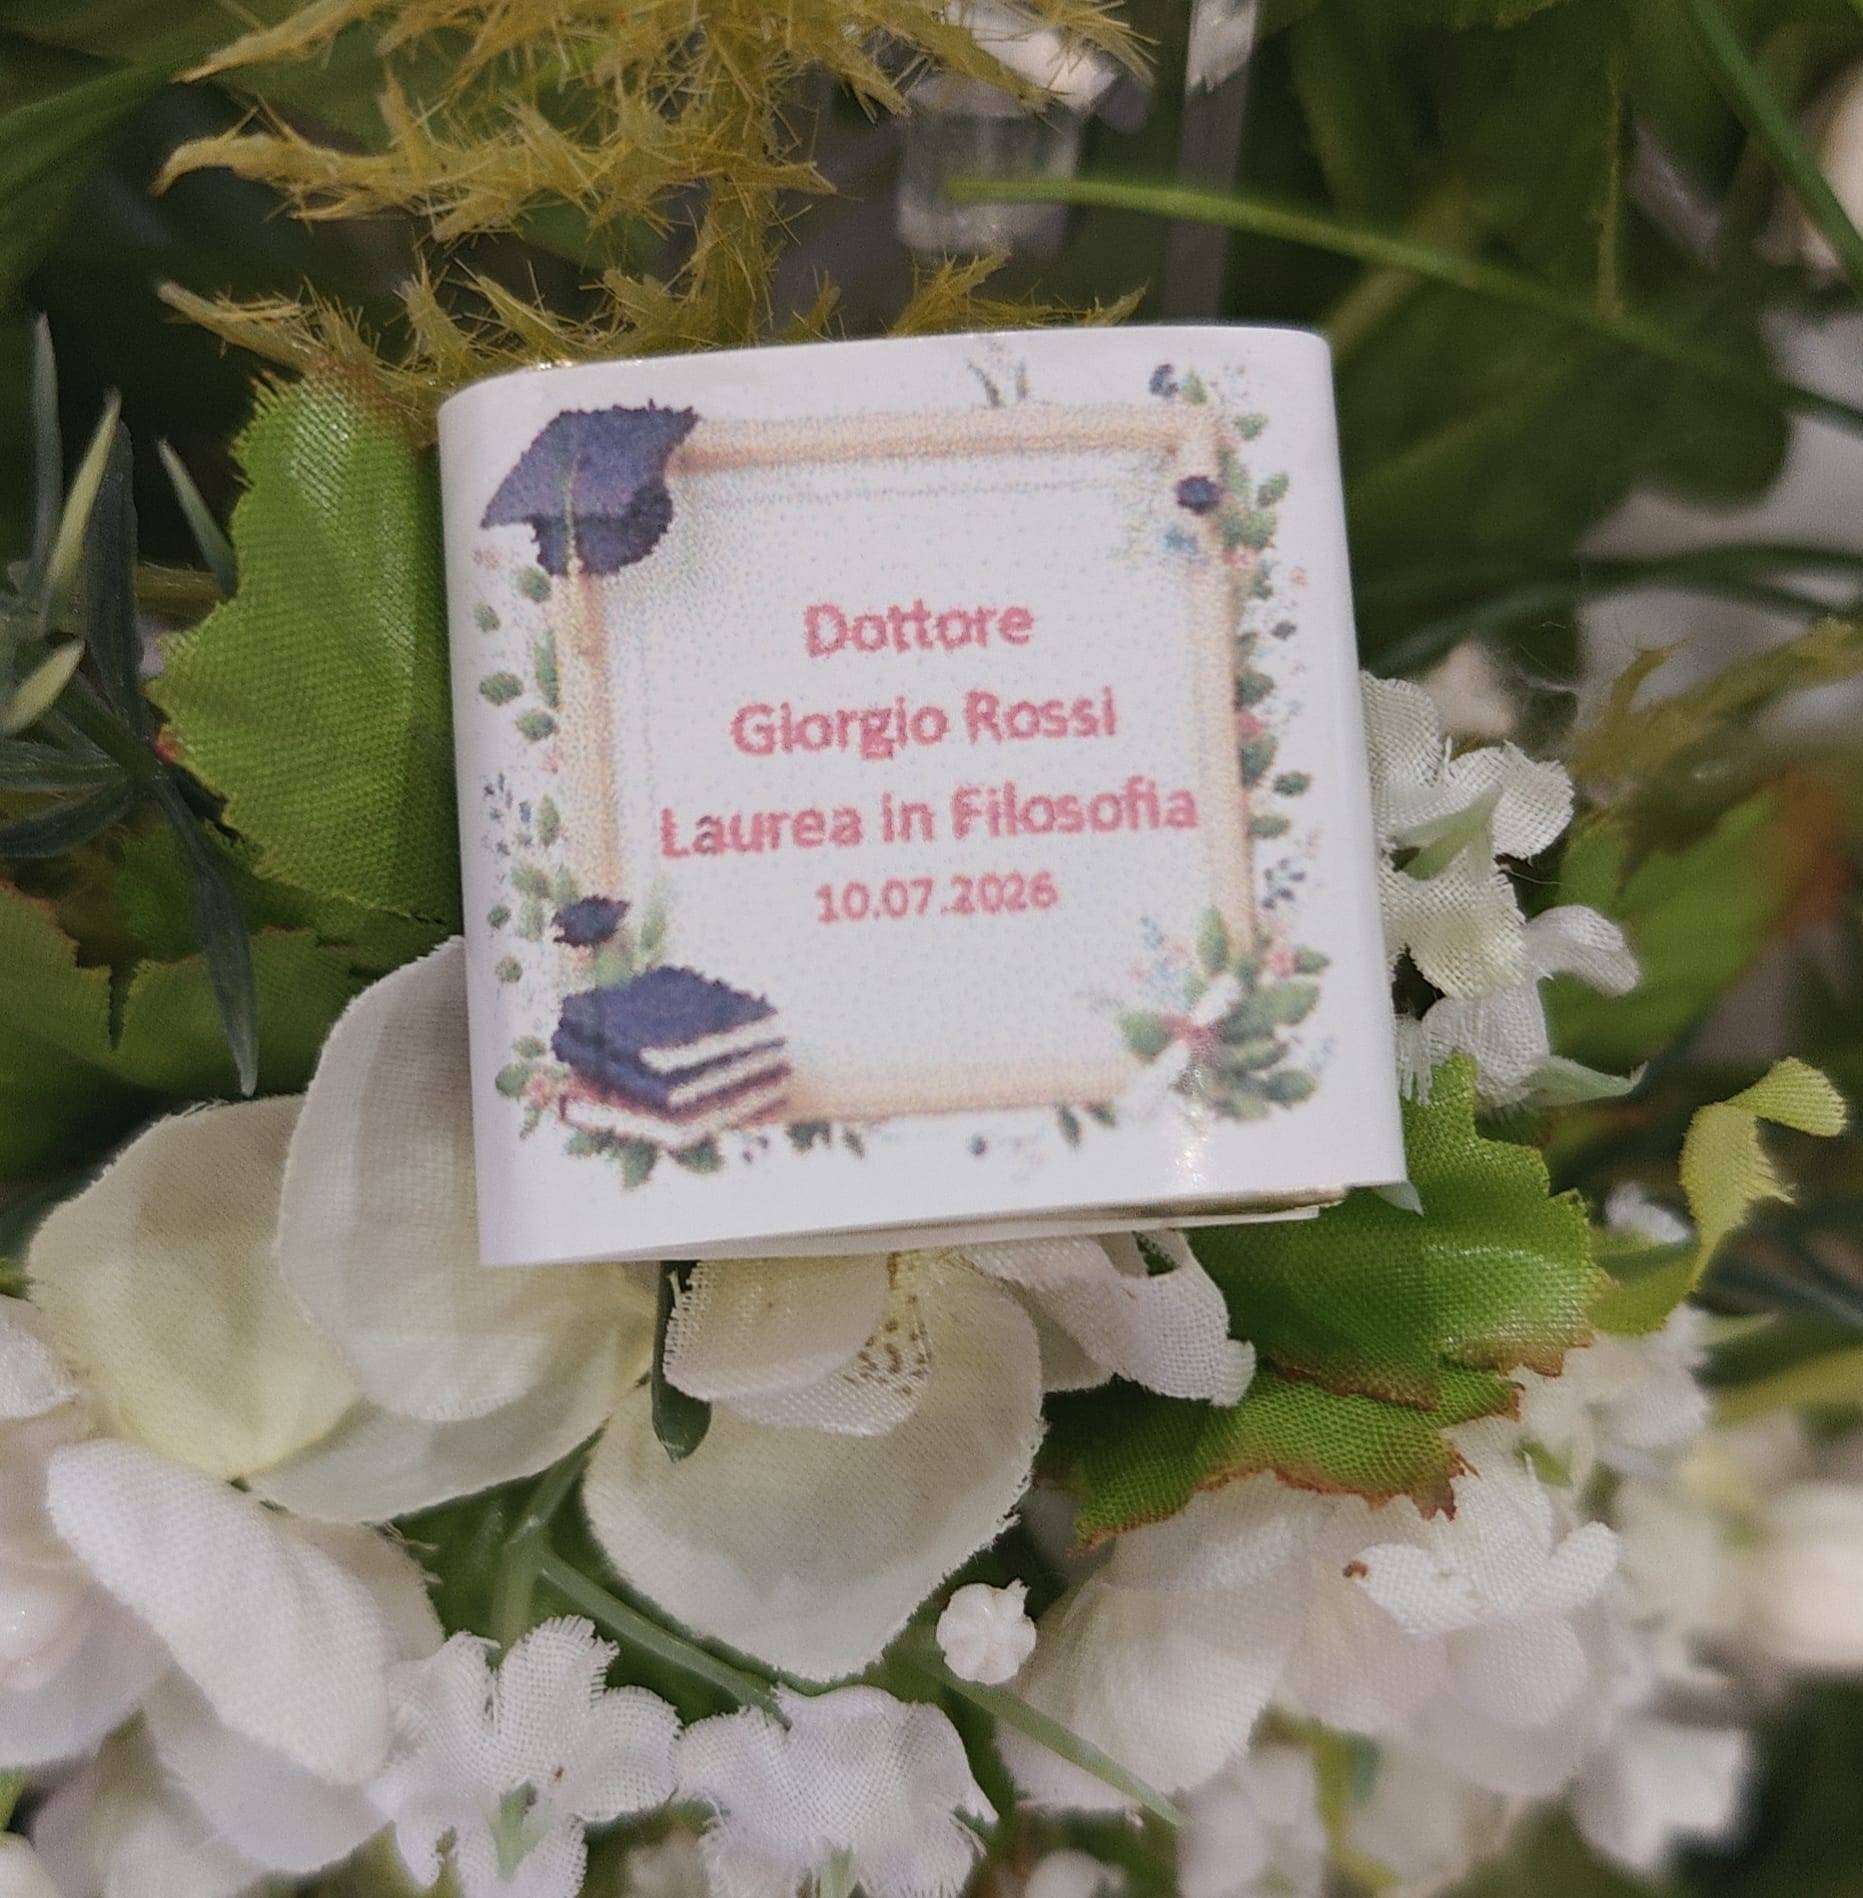 Dottore
Giorgio Rossi
Laurea in Filosofia
10.07.2026